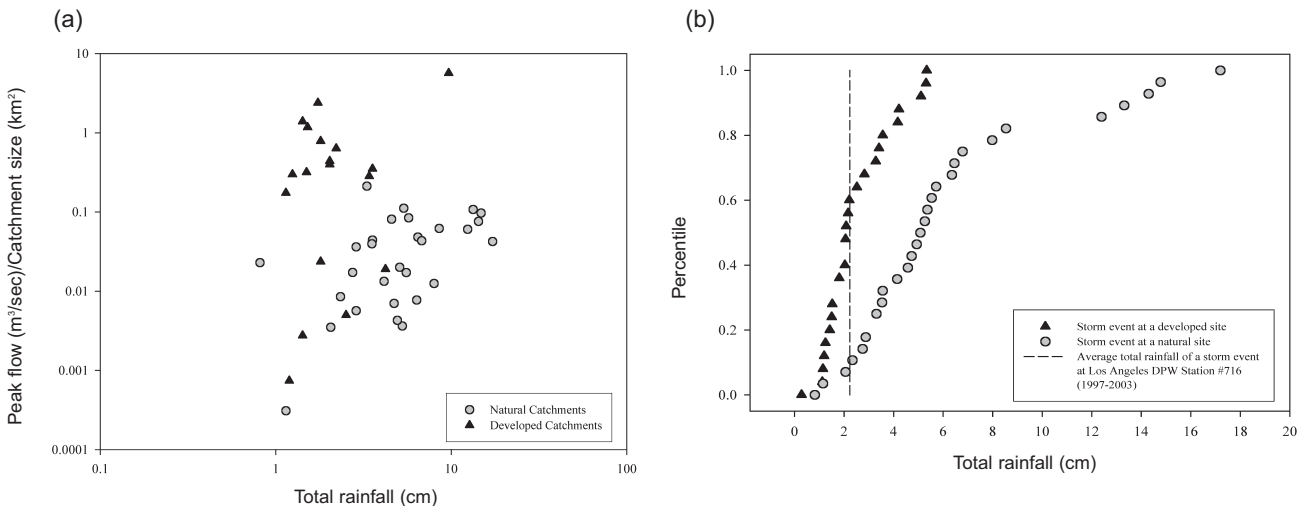 (a)
Peak flow (m³/sec)/Catchment size (km²)
10
1
0.1
0.01
0.001
0.0001
0.1
1
10
100
Total rainfall (cm)
Natural Catchments
Developed Catchments
(b)
Percentile
1.0
0.8
0.6
0.4
0.2
0.0
0
2
4
6
8
10
12
14
16
18
20
Total rainfall (cm)
Storm event at a developed site
Storm event at a natural site
Average total rainfall of a storm event
at Los Angeles DPW Station #716
(1997-2003)